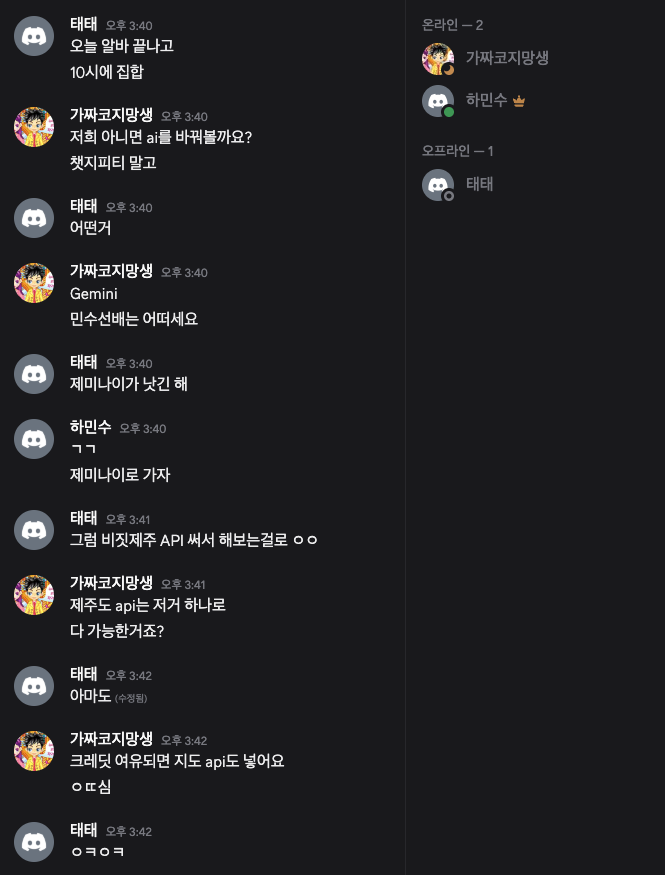 태태 오후 3:40
오늘 알바 끝나고
10시에 집합
가짜코지망생 오후 3:40
저희 아니면 ai를 바꿔볼까요?
챗지피티 말고
태태 오후 3:40
어떤거
가짜코지망생 오후 3:40
Gemini
민수선배는 어떠세요
태태 오후 3:40
제미나이가 낫긴 해
하민수 오후 3:40
ㄱㄱ
제미나이로 가자
태태 오후 3:41
그럼 비짓제주 API 써서 해보는걸로 ㅇㅇ
가짜코지망생 오후 3:41
제주도 api는 저거 하나로
다 가능한거죠?
태태 오후 3:42
아마도 (수정됨)
가짜코지망생 오후 3:42
크레딧 여유되면 지도 api도 넣어요
ㅇㄸ심
태태 오후 3:42
ㅇㅋㅇㅋ
온라인 — 2
가짜코지망생
하민수
오프라인 — 1
태태